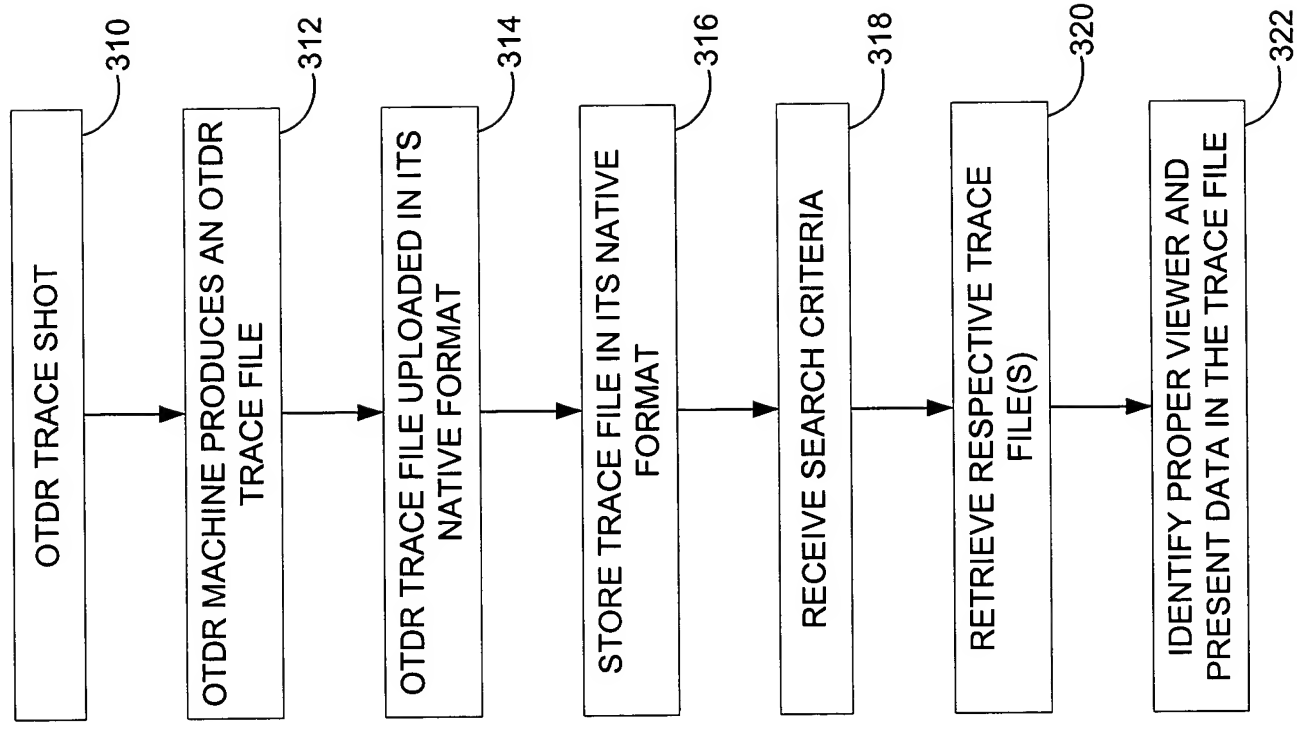 OTDR TRACE SHOT
310
OTDR MACHINE PRODUCES AN OTDR
TRACE FILE
312
OTDR TRACE FILE UPLOADED IN ITS
NATIVE FORMAT
314
STORE TRACE FILE IN ITS NATIVE
FORMAT
316
RECEIVE SEARCH CRITERIA
318
RETRIEVE RESPECTIVE TRACE
FILE(S)
320
IDENTIFY PROPER VIEWER AND
PRESENT DATA IN THE TRACE FILE
322